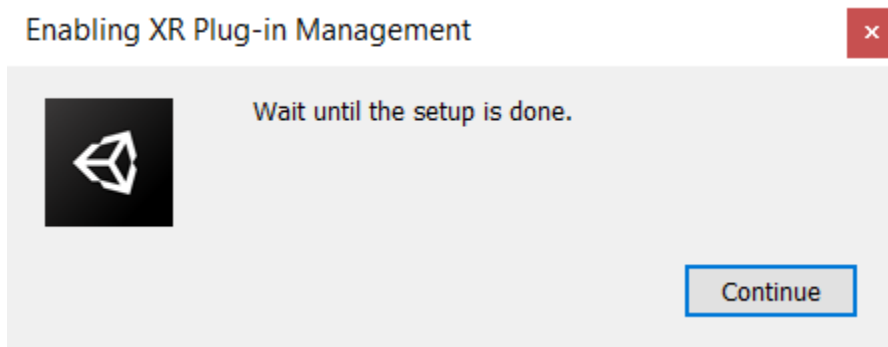 Enabling XR Plug-in Management
Wait until the setup is done.
Continue